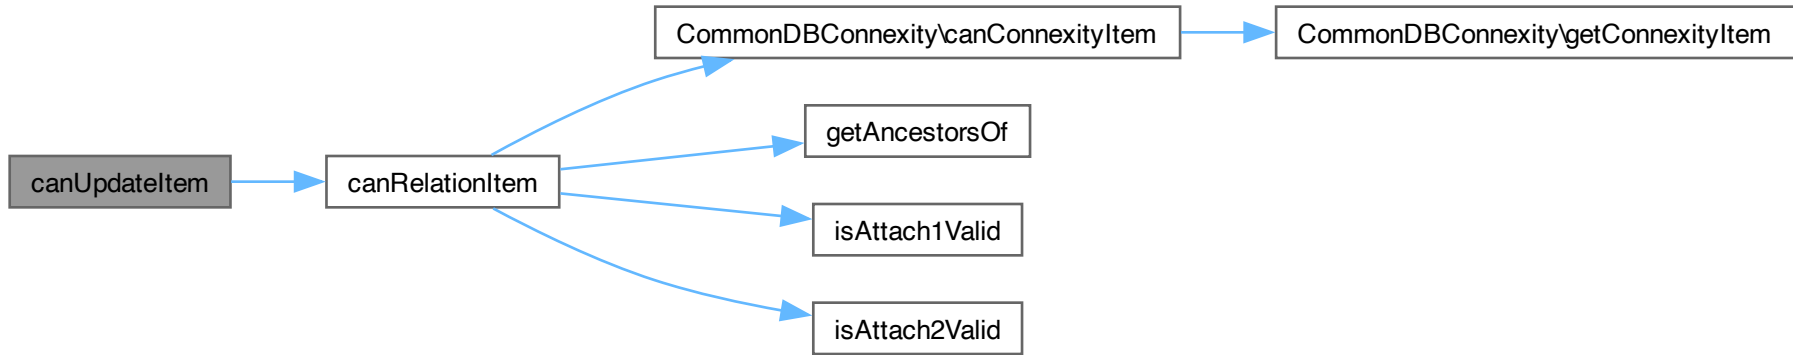 CommonDBConnexity\canConnexityItem
CommonDBConnexity\getConnexityItem
getAncestorsOf
canUpdateItem
canRelationItem
isAttach1Valid
isAttach2Valid